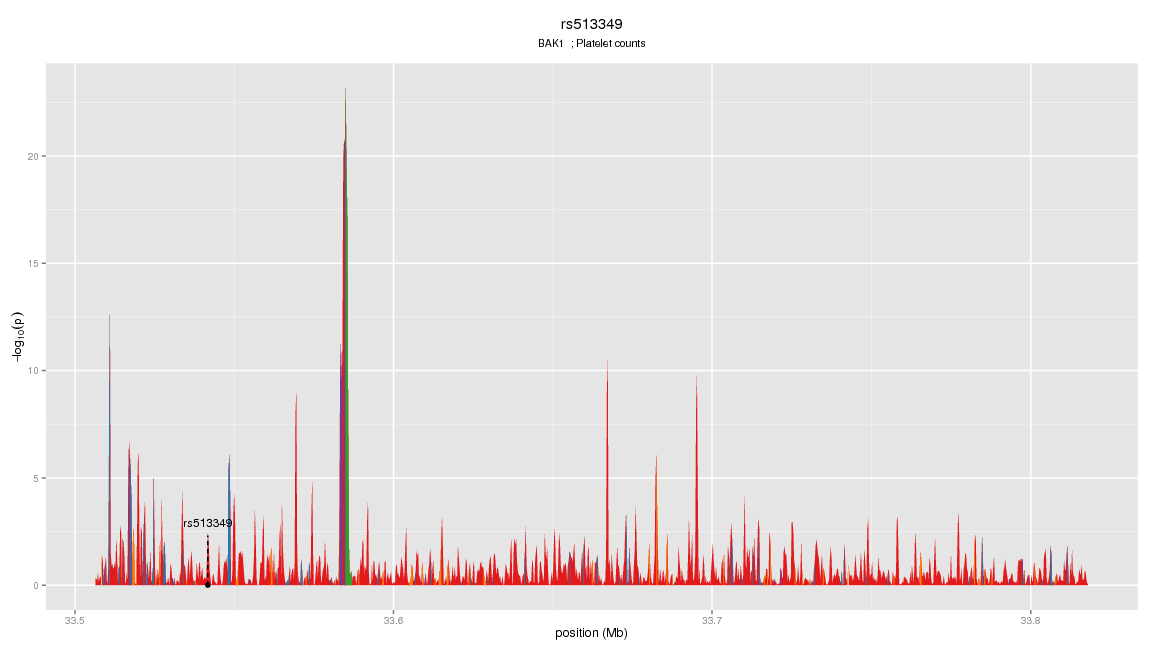 rs513349
BAK1 ; Platelet counts
−log10(p)
20
15
10
5
0
rs513349
33.5 33.6 33.7 33.8
position (Mb)